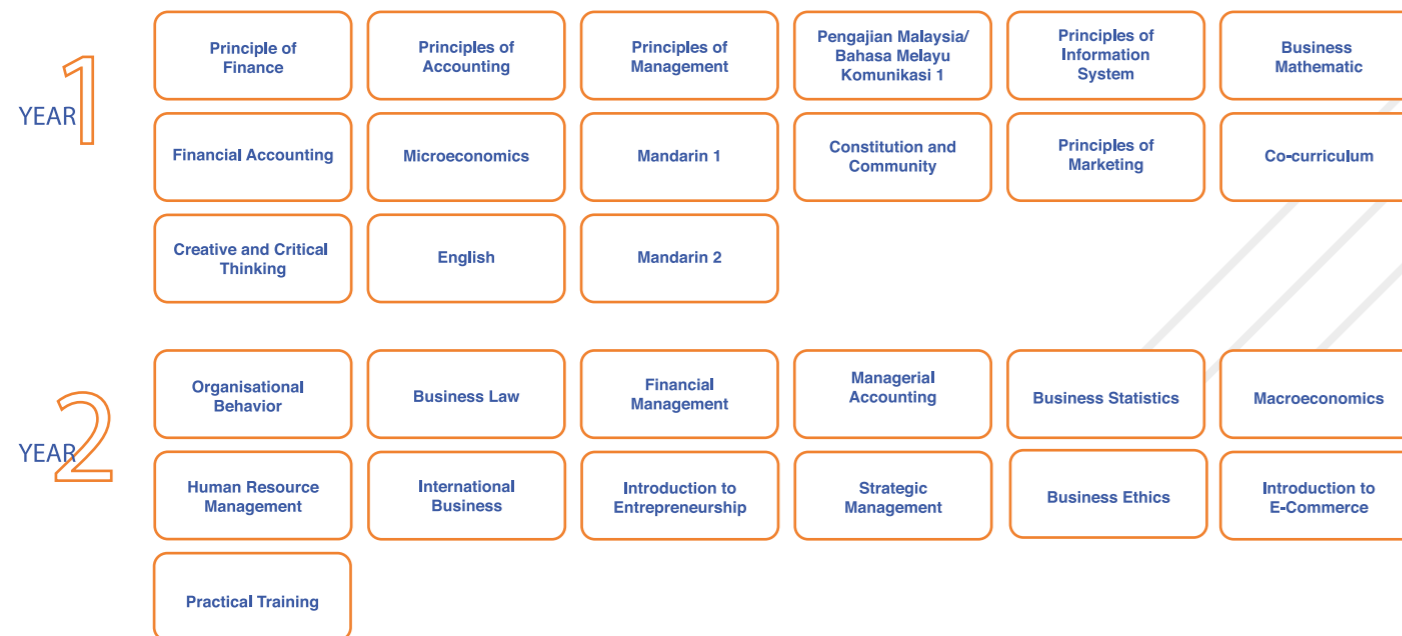 YEAR 1
Principle of
Finance
Principles of
Accounting
Principles of
Management
Pengajian Malaysia/
Bahasa Melayu
Komunikasi 1
Principles of
Information
System
Business
Mathematic
Financial Accounting
Microeconomics
Mandarin 1
Constitution and
Community
Principles of
Marketing
Co-curriculum
Creative and Critical
Thinking
English
Mandarin 2
YEAR 2
Organisational
Behavior
Business Law
Financial
Management
Managerial
Accounting
Business Statistics
Macroeconomics
Human Resource
Management
International
Business
Introduction to
Entrepreneurship
Strategic
Management
Business Ethics
Introduction to
E-Commerce
Practical Training